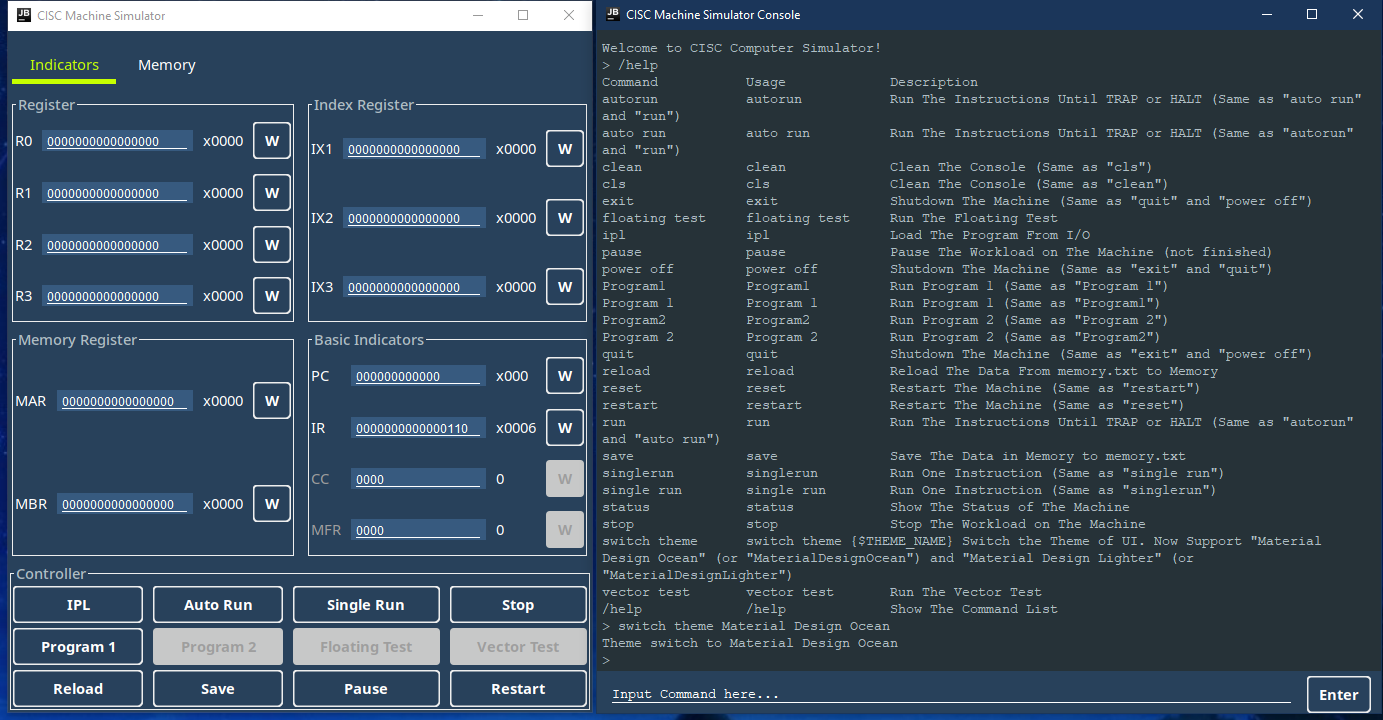 JB CISC Machine Simulator
Indicators Memory
Register
R0 0000000000000000 x0000 W
R1 0000000000000000 x0000 W
R2 0000000000000000 x0000 W
R3 0000000000000000 x0000 W
Index Register
IX1 0000000000000000 x0000 W
IX2 0000000000000000 x0000 W
IX3 0000000000000000 x0000 W
Memory Register
MAR 0000000000000000 x0000 W
MBR 0000000000000000 x0000 W
Basic Indicators
PC 000000000000 x000 W
IR 0000000000000110 x0006 W
CC 0000 0 W
MFR 0000 0 W
Controller
IPL Auto Run Single Run Stop
Program 1 Program 2 Floating Test Vector Test
Reload Save Pause Restart
JB CISC Machine Simulator Console
Welcome to CISC Computer Simulator!
> /help
Command Usage Description
autorun autorun Run The Instructions Until TRAP or HALT (Same as "auto run"
and "run")
auto run auto run Run The Instructions Until TRAP or HALT (Same as "autorun"
and "run")
clean clean Clean The Console (Same as "cls")
cls cls Clean The Console (Same as "clean")
exit exit Shutdown The Machine (Same as "quit" and "power off")
floating test floating test Run The Floating Test
ipl ipl Load The Program From I/O
pause pause Pause The Workload on The Machine (not finished)
power off power off Shutdown The Machine (Same as "exit" and "quit")
Program1 Program1 Run Program 1 (Same as "Program 1")
Program 1 Program 1 Run Program 1 (Same as "Program1")
Program2 Program2 Run Program 2 (Same as "Program 2")
Program 2 Program 2 Run Program 2 (Same as "Program2")
quit quit Shutdown The Machine (Same as "exit" and "power off")
reload reload Reload The Data From memory.txt to Memory
reset reset Restart The Machine (Same as "restart")
restart restart Restart The Machine (Same as "reset")
run run Run The Instructions Until TRAP or HALT (Same as "autorun"
and "auto run")
save save Save The Data in Memory to memory.txt
singlerun singlerun Run One Instruction (Same as "single run")
single run single run Run One Instruction (Same as "singlerun")
status status Show The Status of The Machine
stop stop Stop The Workload on The Machine
switch theme switch theme {$THEME_NAME} Switch the Theme of UI. Now Support "Material
Design Ocean" (or "MaterialDesignOcean") and "Material Design Lighter" (or
"MaterialDesignLighter")
vector test vector test Run The Vector Test
/help /help Show The Command List
> switch theme Material Design Ocean
Theme switch to Material Design Ocean
>
Input Command here... Enter